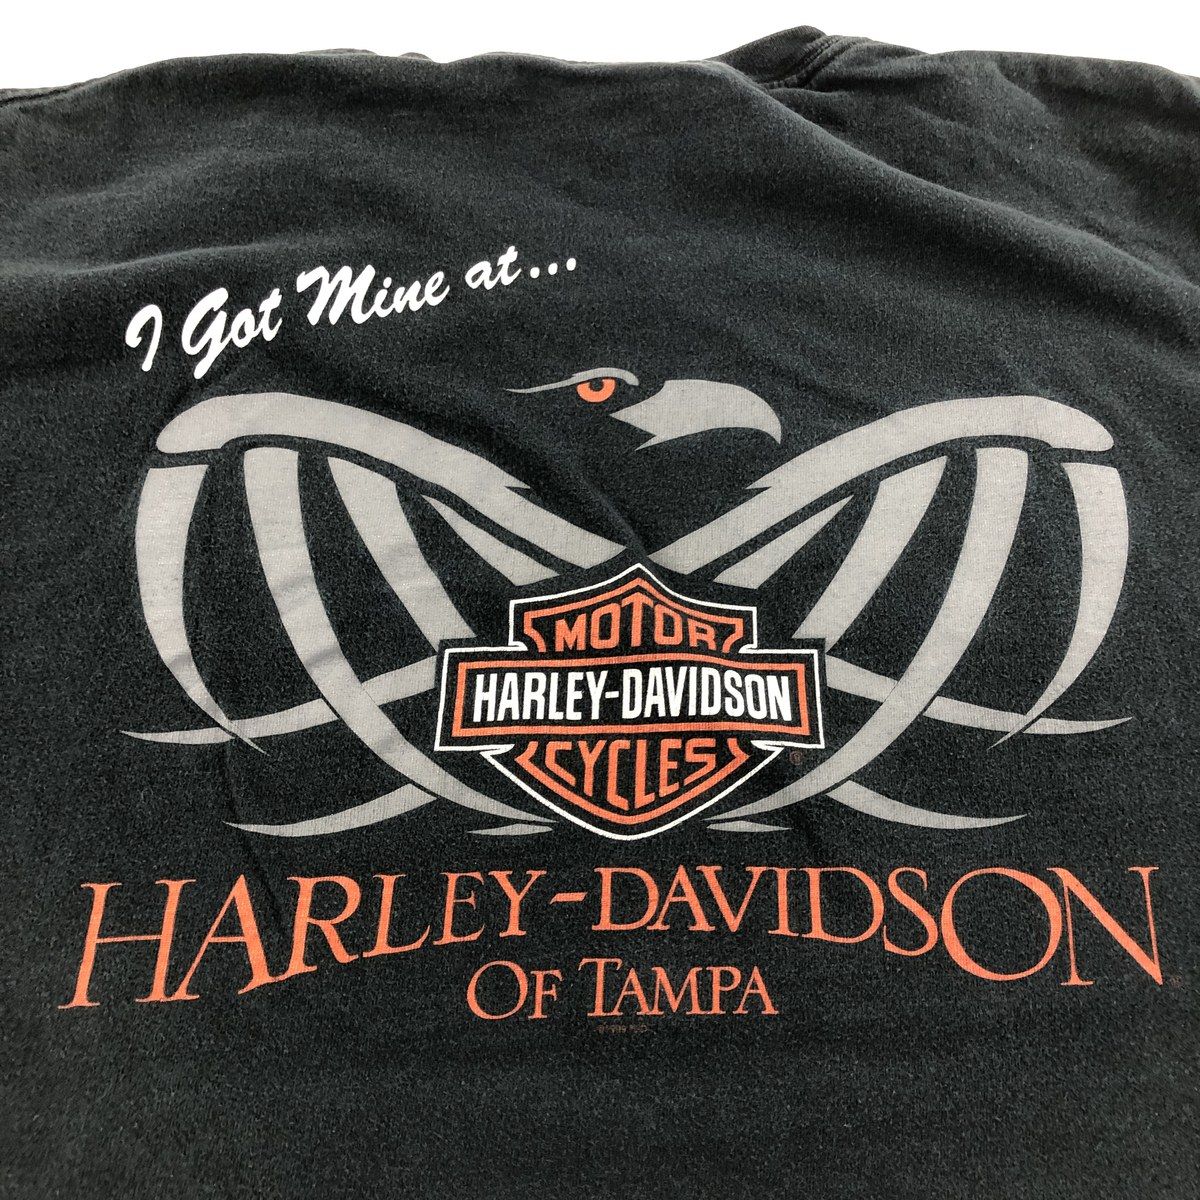 I Got Mine at...
MOTOR
HARLEY-DAVIDSON
CYCLES
®
HARLEY-DAVIDSON
OF TAMPA